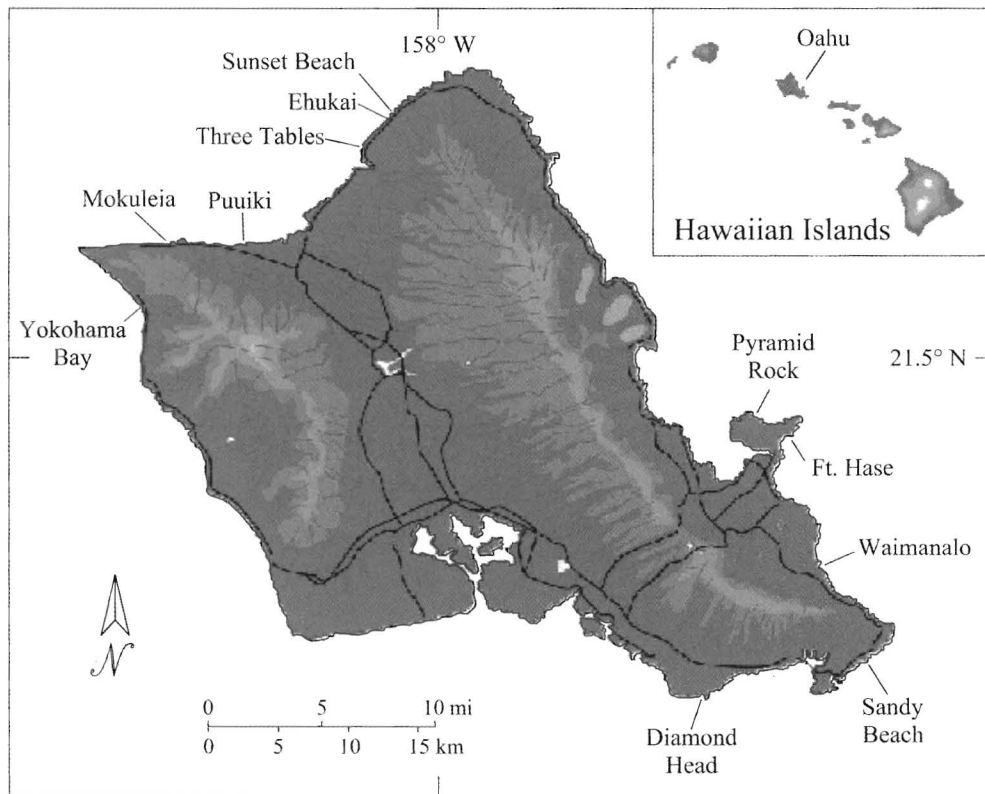 158° W
Sunset Beach
Ehukai
Three Tables
Mokuleia
Puuiki
Oahu
Hawaiian Islands
Yokohama
Bay
21.5° N
Pyramid
Rock
Ft. Hase
Waimanalo
N
0 5 10 mi
0 5 10 15 km
Sandy
Beach
Diamond
Head